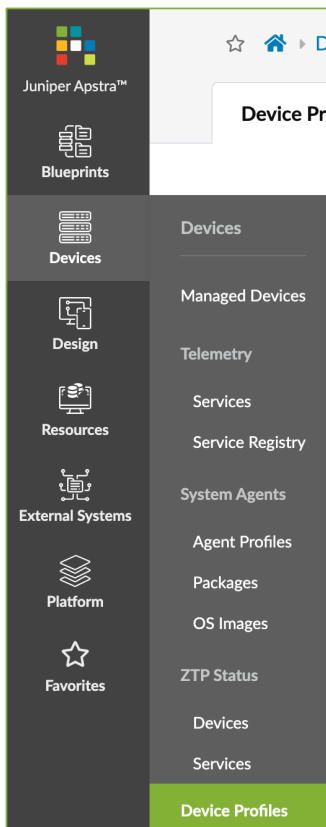 Juniper Apstra™
Blueprints
Devices
Design
Resources
External Systems
Platform
Favorites
D
Device Pr
Devices
Managed Devices
Telemetry
Services
Service Registry
System Agents
Agent Profiles
Packages
OS Images
ZTP Status
Devices
Services
Device Profiles